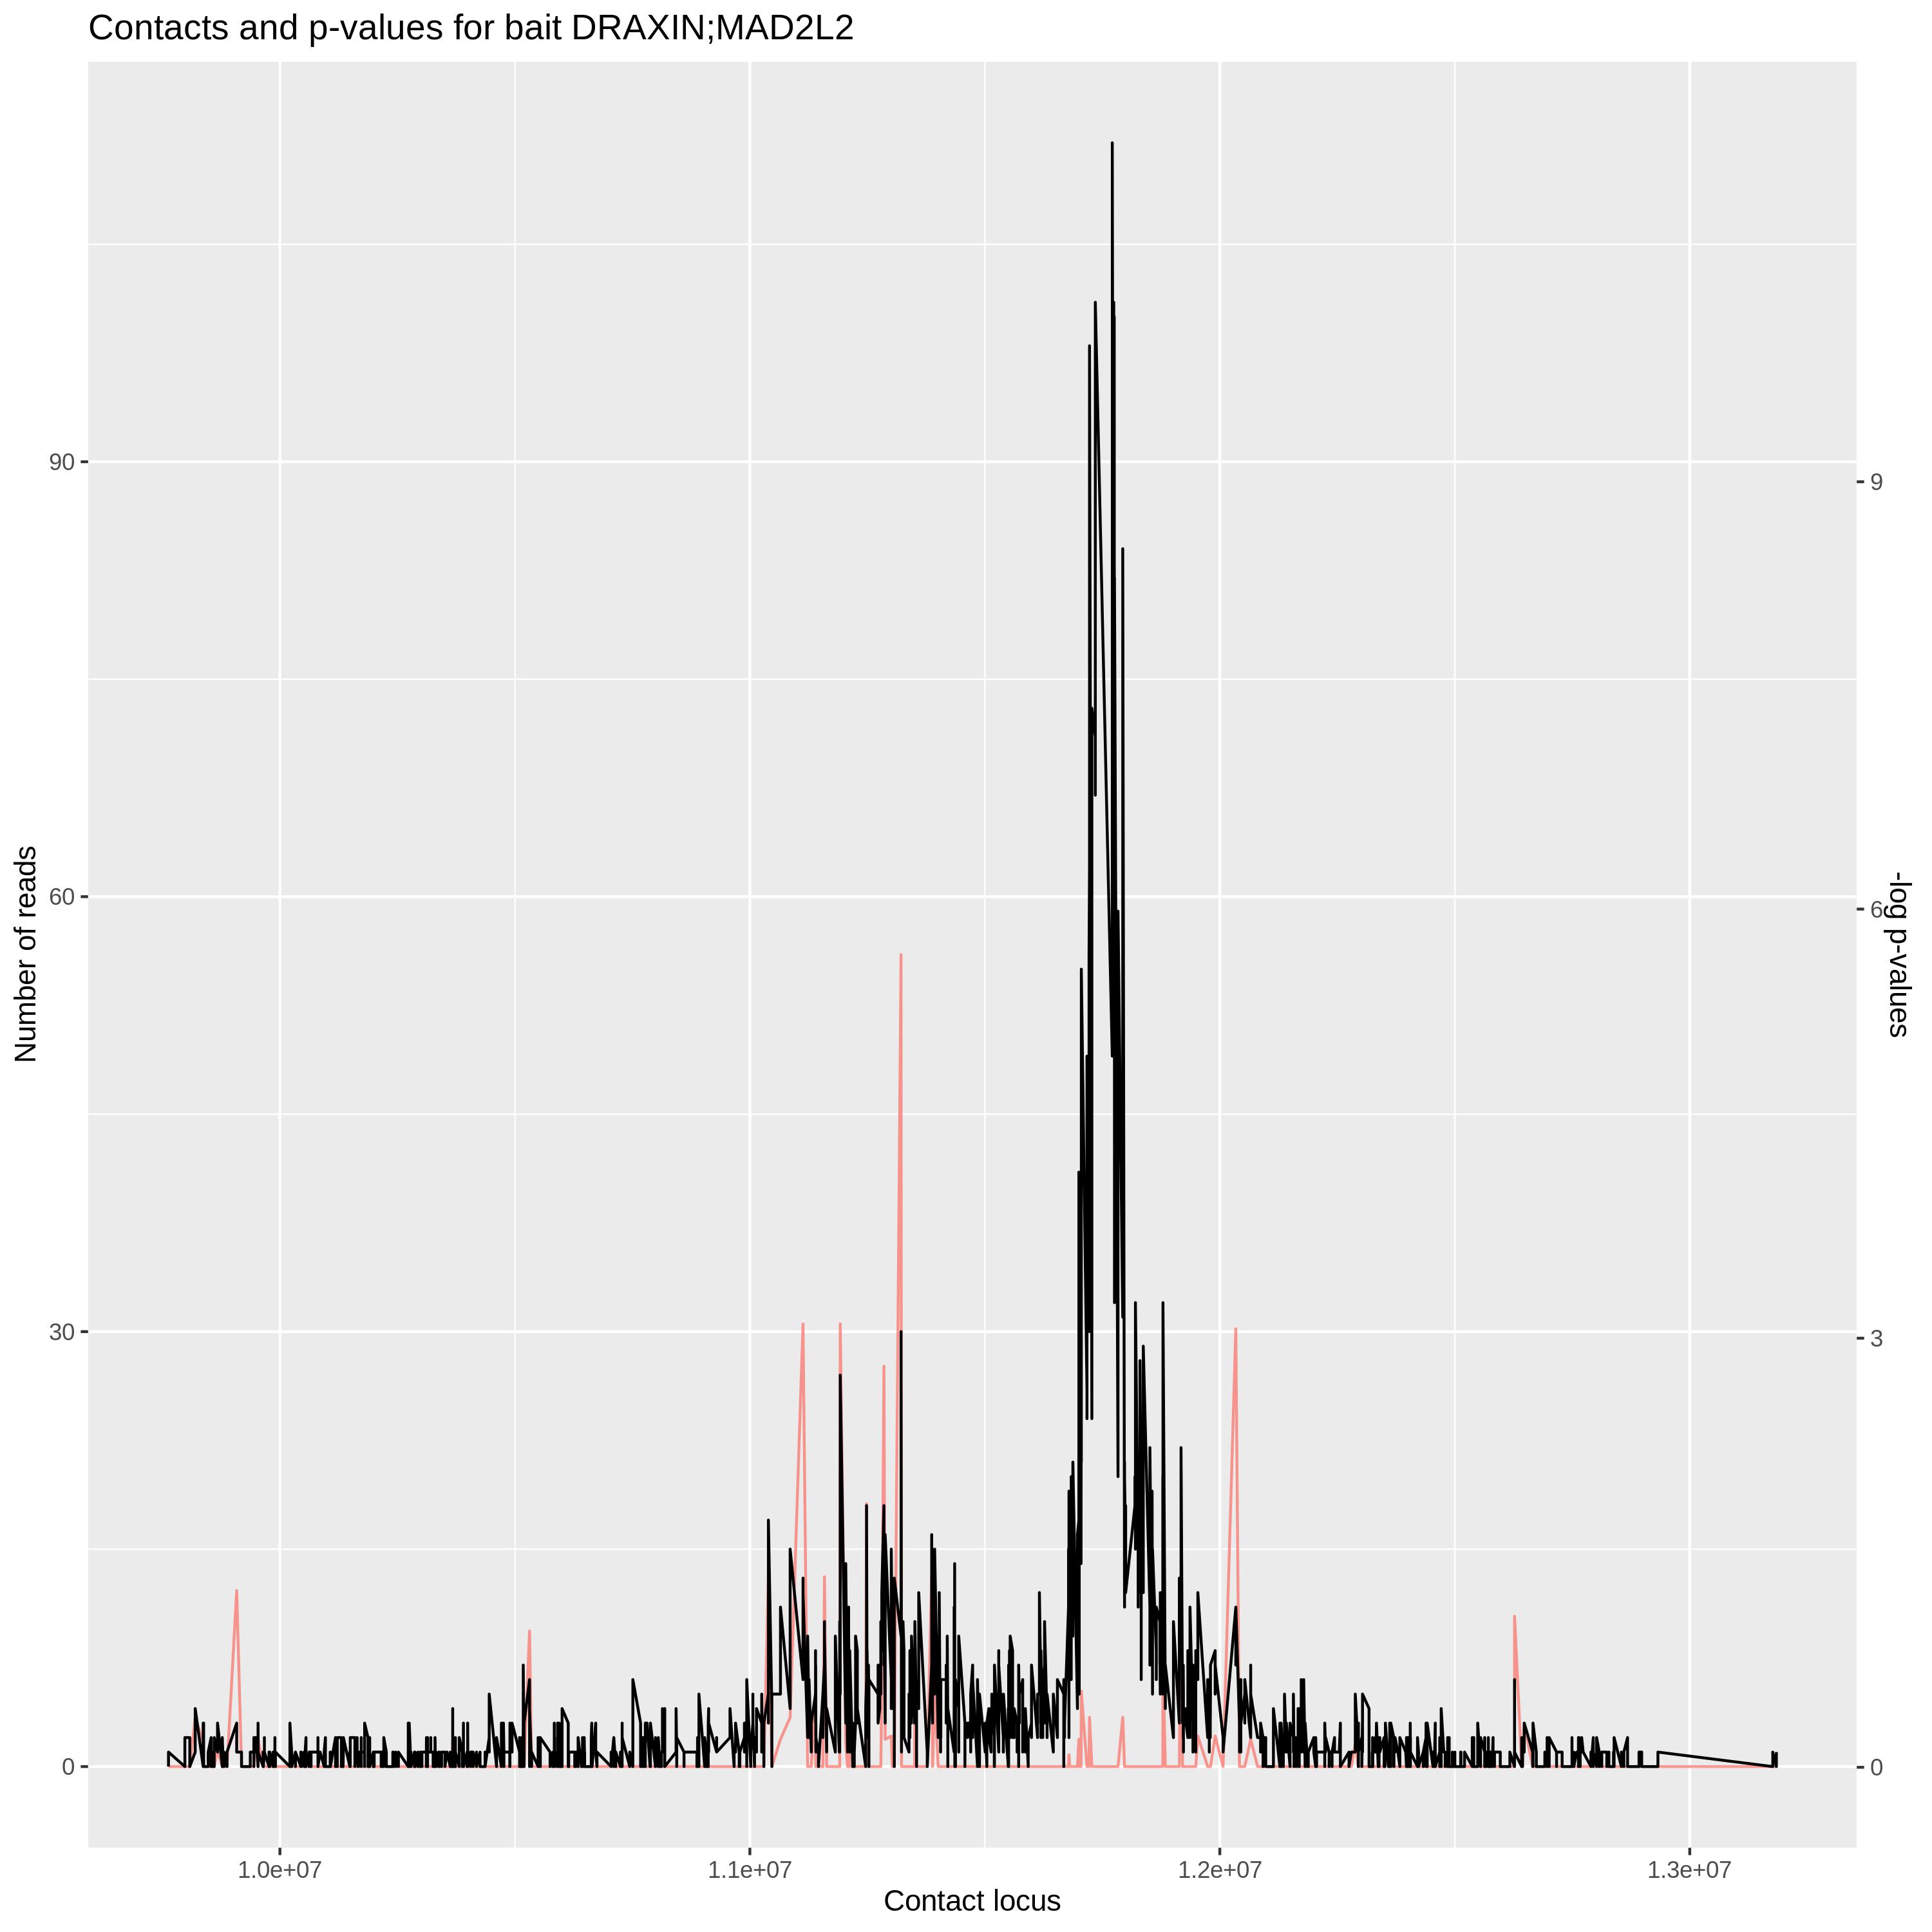 Contacts and p-values for bait DRAXIN;MAD2L2
Number of reads
90
60
30
0
9
6
3
0
-log p-values
1.0e+07
1.1e+07
1.2e+07
1.3e+07
Contact locus